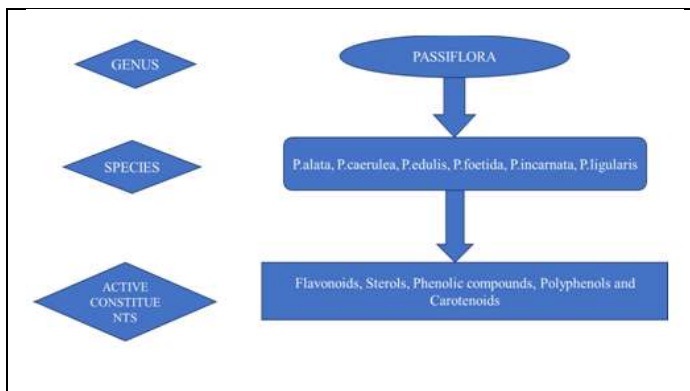 GENUS
PASSIFLORA
SPECIES
P.alata, P.caerulea, P.edulis, P.foetida, P.incarnata, P.ligularis
ACTIVE
CONSTITUE
NTS
Flavonoids, Sterols, Phenolic compounds, Polyphenols and
Carotenoids